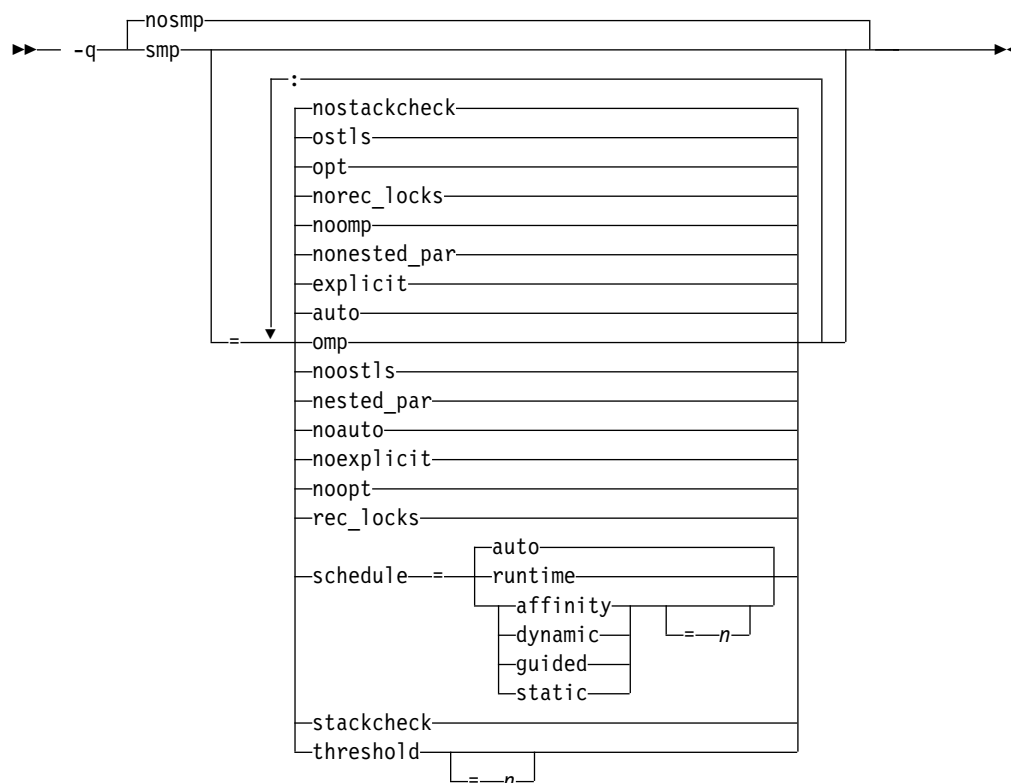 nosmp
►►— -q smp ►◄
:
nostackcheck
ostls
opt
norec_locks
noomp
nonested_par
explicit
auto
= omp
noostls
nested_par
noauto
noexplicit
noopt
rec_locks
auto
schedule = runtime
affinity
= n
dynamic
guided
static
stackcheck
threshold
= n